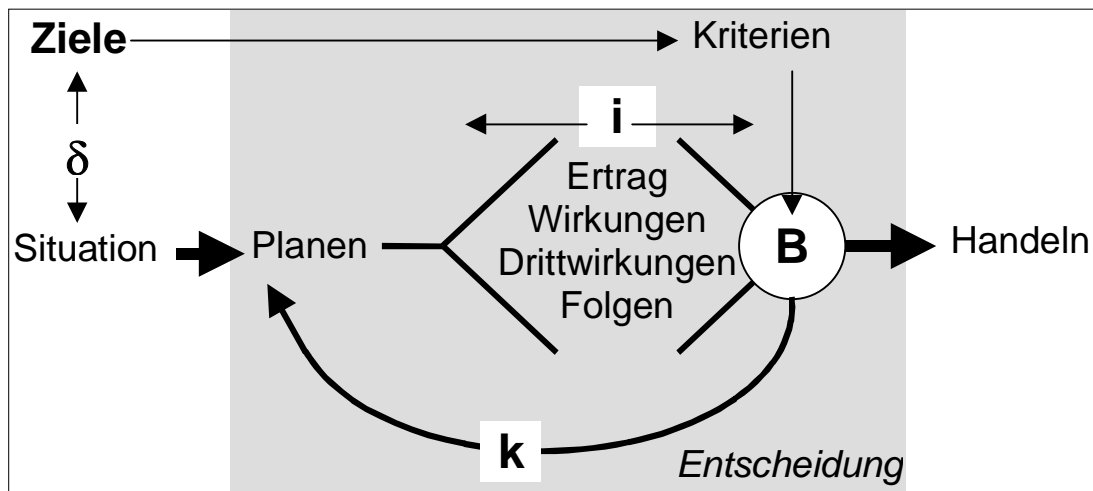 Ziele
Kriterien
i
δ
Ertrag
Wirkungen
Drittwirkungen
Folgen
Situation
Planen
B
Handeln
k
Entscheidung